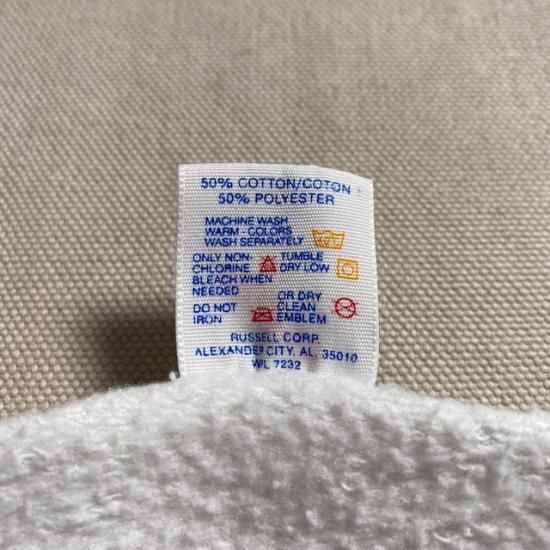 50% COTTON/COTON
50% POLYESTER
MACHINE WASH
WARM - COLORS
WASH SEPARATELY
ONLY NON-
CHLORINE
BLEACH WHEN
NEEDED
TUMBLE
DRY LOW
DO NOT
IRON
OR DRY
CLEAN
EMBLEM
RUSSELL CORP.
ALEXANDER CITY, AL. 35010
WPL 7232